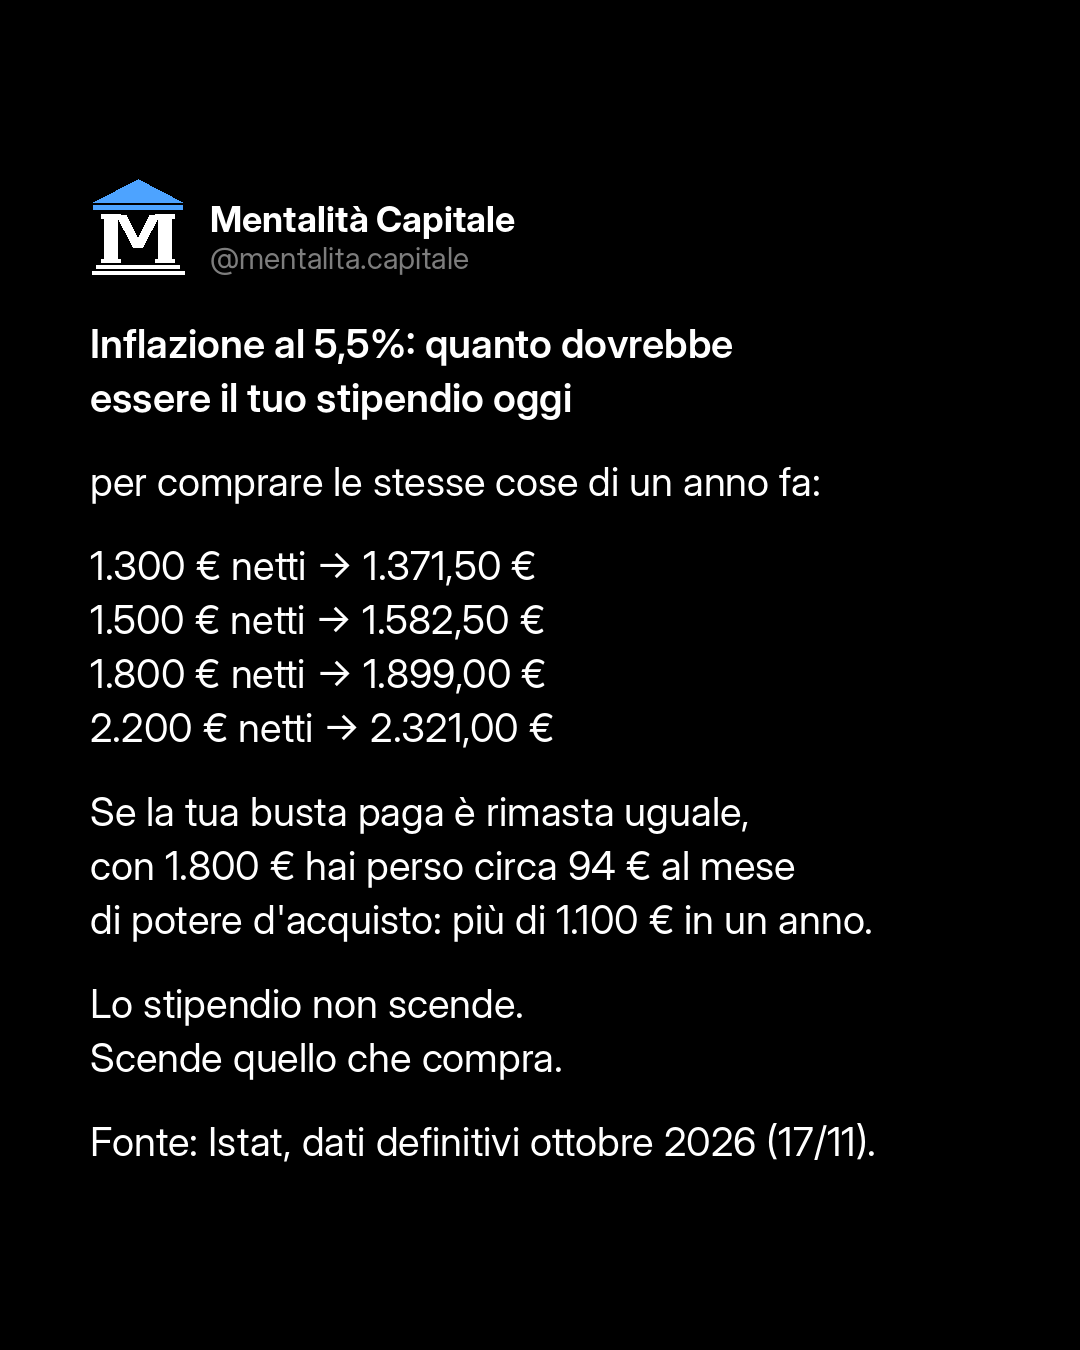 M
Mentalità Capitale
@mentalita.capitale
Inflazione al 5,5%: quanto dovrebbe
essere il tuo stipendio oggi
per comprare le stesse cose di un anno fa:
1.300 € netti → 1.371,50 €
1.500 € netti → 1.582,50 €
1.800 € netti → 1.899,00 €
2.200 € netti → 2.321,00 €
Se la tua busta paga è rimasta uguale,
con 1.800 € hai perso circa 94 € al mese
di potere d'acquisto: più di 1.100 € in un anno.
Lo stipendio non scende.
Scende quello che compra.
Fonte: Istat, dati definitivi ottobre 2026 (17/11).